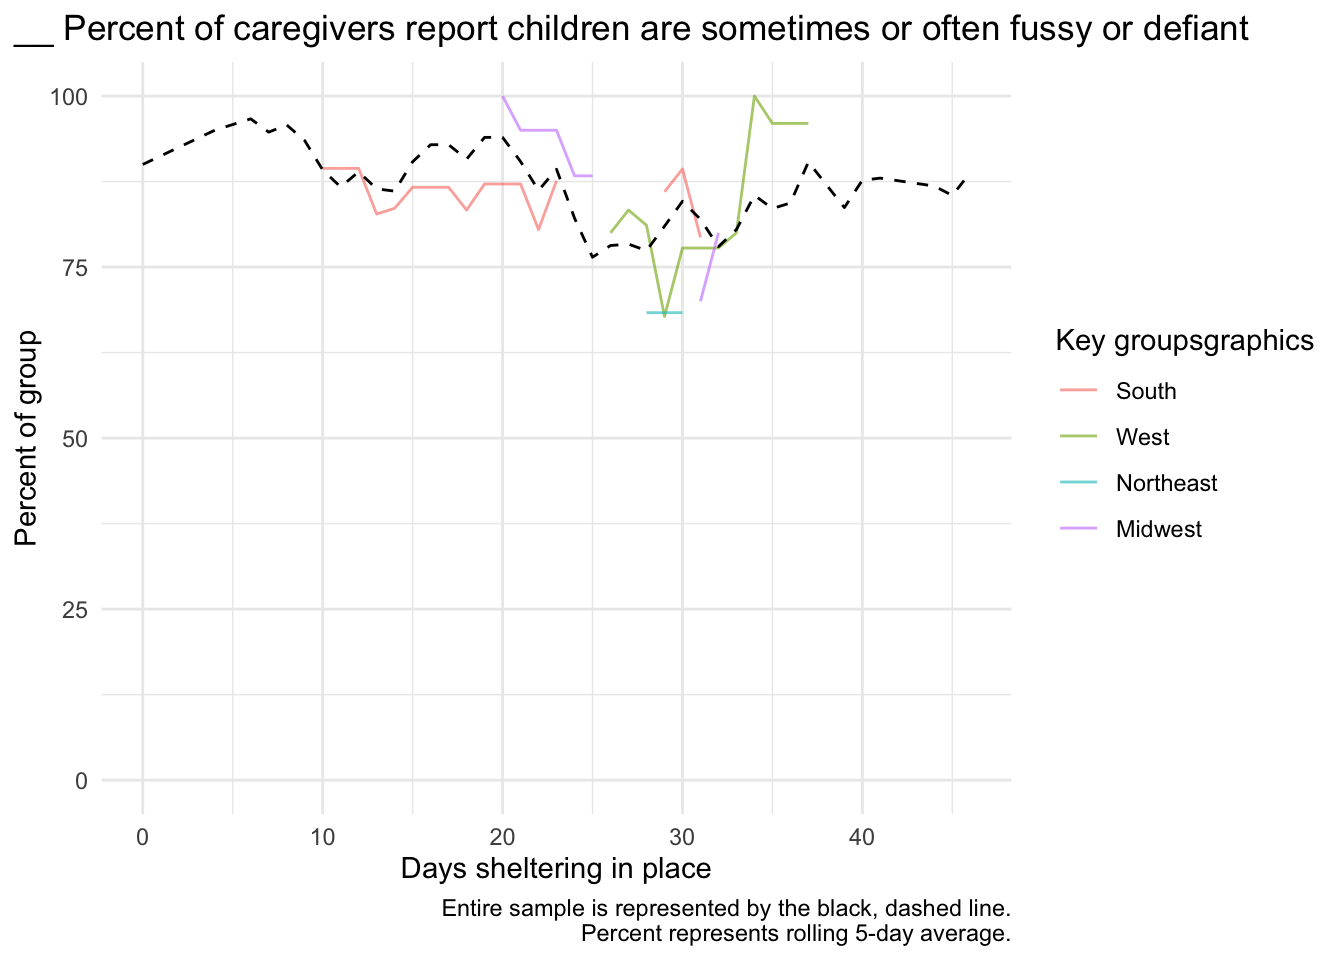 __ Percent of caregivers report children are sometimes or often fussy or defiant
100
75
50
25
0
Percent of group
0 10 20 30 40
Days sheltering in place
Key groupsgraphics
South
West
Northeast
Midwest
Entire sample is represented by the black, dashed line.
Percent represents rolling 5-day average.